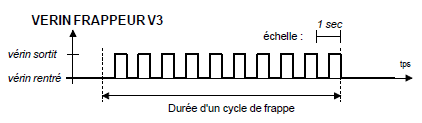 VERIN FRAPPEUR V3
1 sec
échelle :
vérin sortit
vérin rentré
tps
Durée d'un cycle de frappe